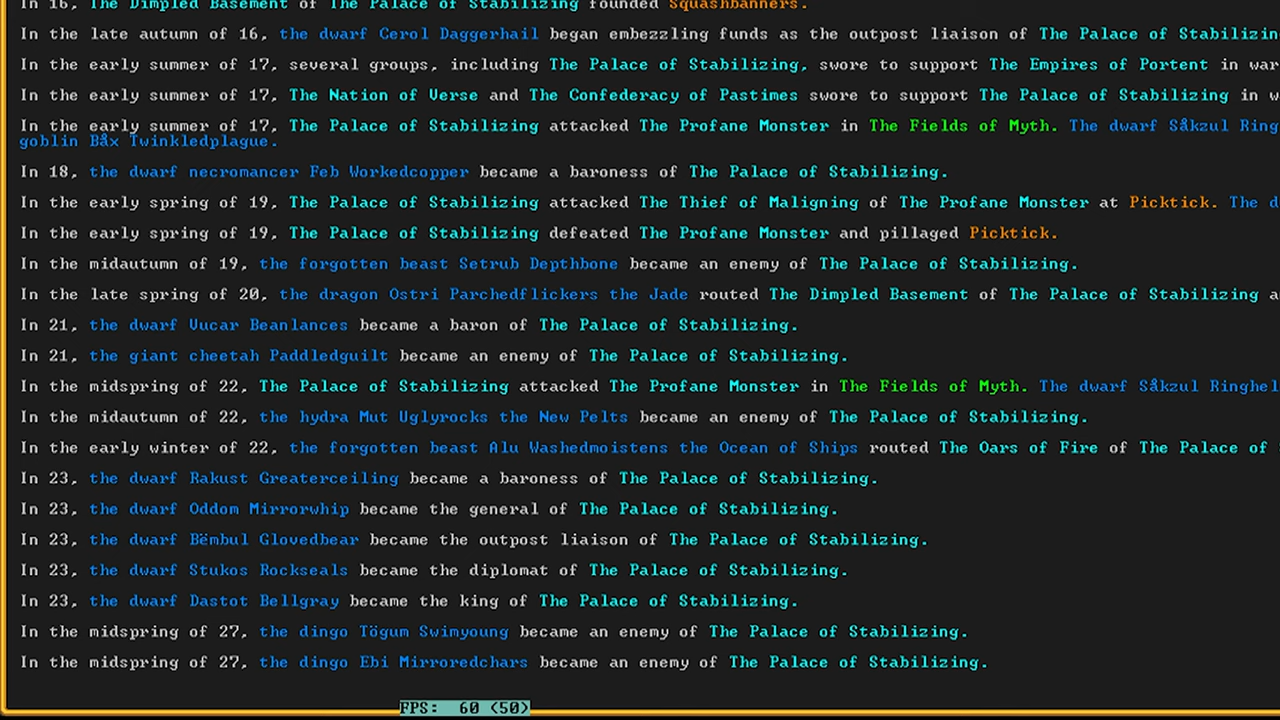 In 16, The Dimpled Basement of The Palace of Stabilizing founded Squashbanners.
In the late autumn of 16, the dwarf Cerol Daggerhail began embezzling funds as the outpost liaison of The Palace of Stabilizin
In the early summer of 17, several groups, including The Palace of Stabilizing, swore to support The Empires of Portent in war
In the early summer of 17, The Nation of Verse and The Confederacy of Pastimes swore to support The Palace of Stabilizing in w
In the early summer of 17, The Palace of Stabilizing attacked The Profane Monster in The Fields of Myth. The dwarf Såkzul Ring
goblin Båx Twinkledplague.
In 18, the dwarf necromancer Feb Workedcopper became a baroness of The Palace of Stabilizing.
In the early spring of 19, The Palace of Stabilizing attacked The Thief of Maligning of The Profane Monster at Picktick. The d
In the early spring of 19, The Palace of Stabilizing defeated The Profane Monster and pillaged Picktick.
In the midautumn of 19, the forgotten beast Setrub Depthbone became an enemy of The Palace of Stabilizing.
In the late spring of 20, the dragon Ostri Parchedflickers the Jade routed The Dimpled Basement of The Palace of Stabilizing a
In 21, the dwarf Vucar Beanlances became a baron of The Palace of Stabilizing.
In 21, the giant cheetah Paddledguilt became an enemy of The Palace of Stabilizing.
In the midspring of 22, The Palace of Stabilizing attacked The Profane Monster in The Fields of Myth. The dwarf Såkzul Ringhel
In the midautumn of 22, the hydra Mut Uglyrocks the New Pelts became an enemy of The Palace of Stabilizing.
In the early winter of 22, the forgotten beast Alu Washedmoistens the Ocean of Ships routed The Oars of Fire of The Palace of
In 23, the dwarf Rakust Greaterceiling became a baroness of The Palace of Stabilizing.
In 23, the dwarf Oddom Mirrorwhip became the general of The Palace of Stabilizing.
In 23, the dwarf Bëmbul Glovedbear became the outpost liaison of The Palace of Stabilizing.
In 23, the dwarf Stukos Rockseals became the diplomat of The Palace of Stabilizing.
In 23, the dwarf Dastot Bellgray became the king of The Palace of Stabilizing.
In the midspring of 27, the dingo Tögum Swimyoung became an enemy of The Palace of Stabilizing.
In the midspring of 27, the dingo Ebi Mirroredchars became an enemy of The Palace of Stabilizing.
FPS: 60 (50)